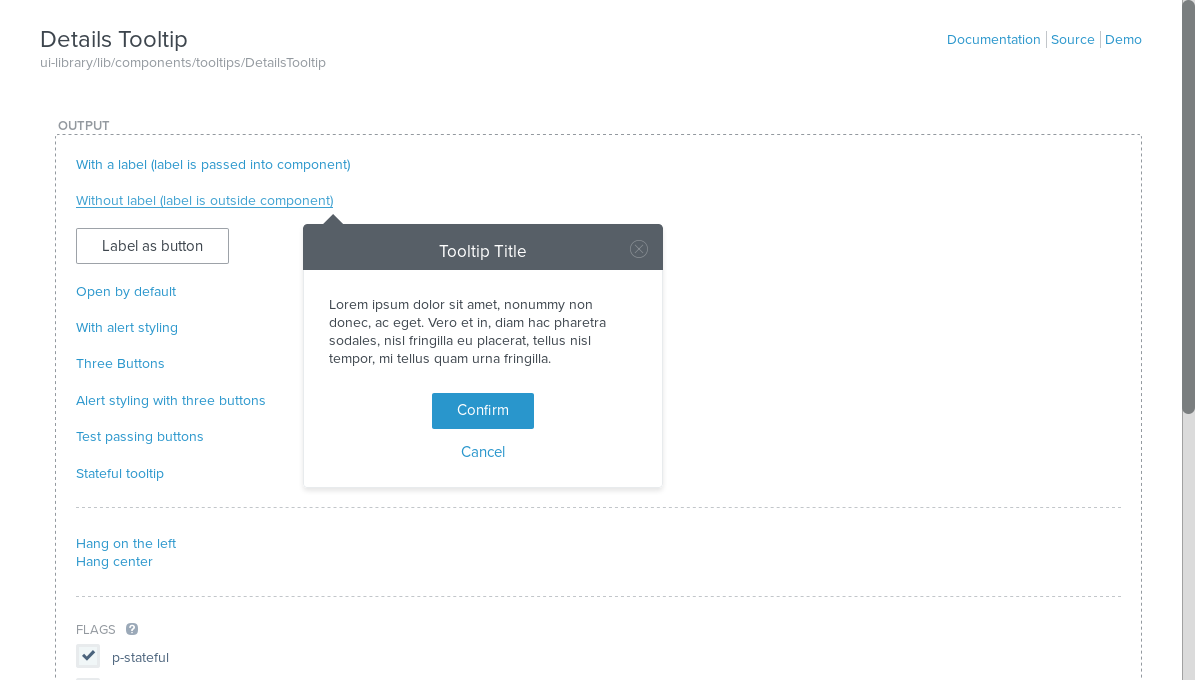 Details Tooltip
ui-library/lib/components/tooltips/DetailsTooltip
Documentation
Source
Demo
OUTPUT
With a label (label is passed into component)
Without label (label is outside component)
Label as button
Open by default
With alert styling
Three Buttons
Alert styling with three buttons
Test passing buttons
Stateful tooltip
Tooltip Title
Lorem ipsum dolor sit amet, nonummy non
donec, ac eget. Vero et in, diam hac pharetra
sodales, nisl fringilla eu placerat, tellus nisl
tempor, mi tellus quam urna fringilla.
Confirm
Cancel
Hang on the left
Hang center
FLAGS ?
p-stateful